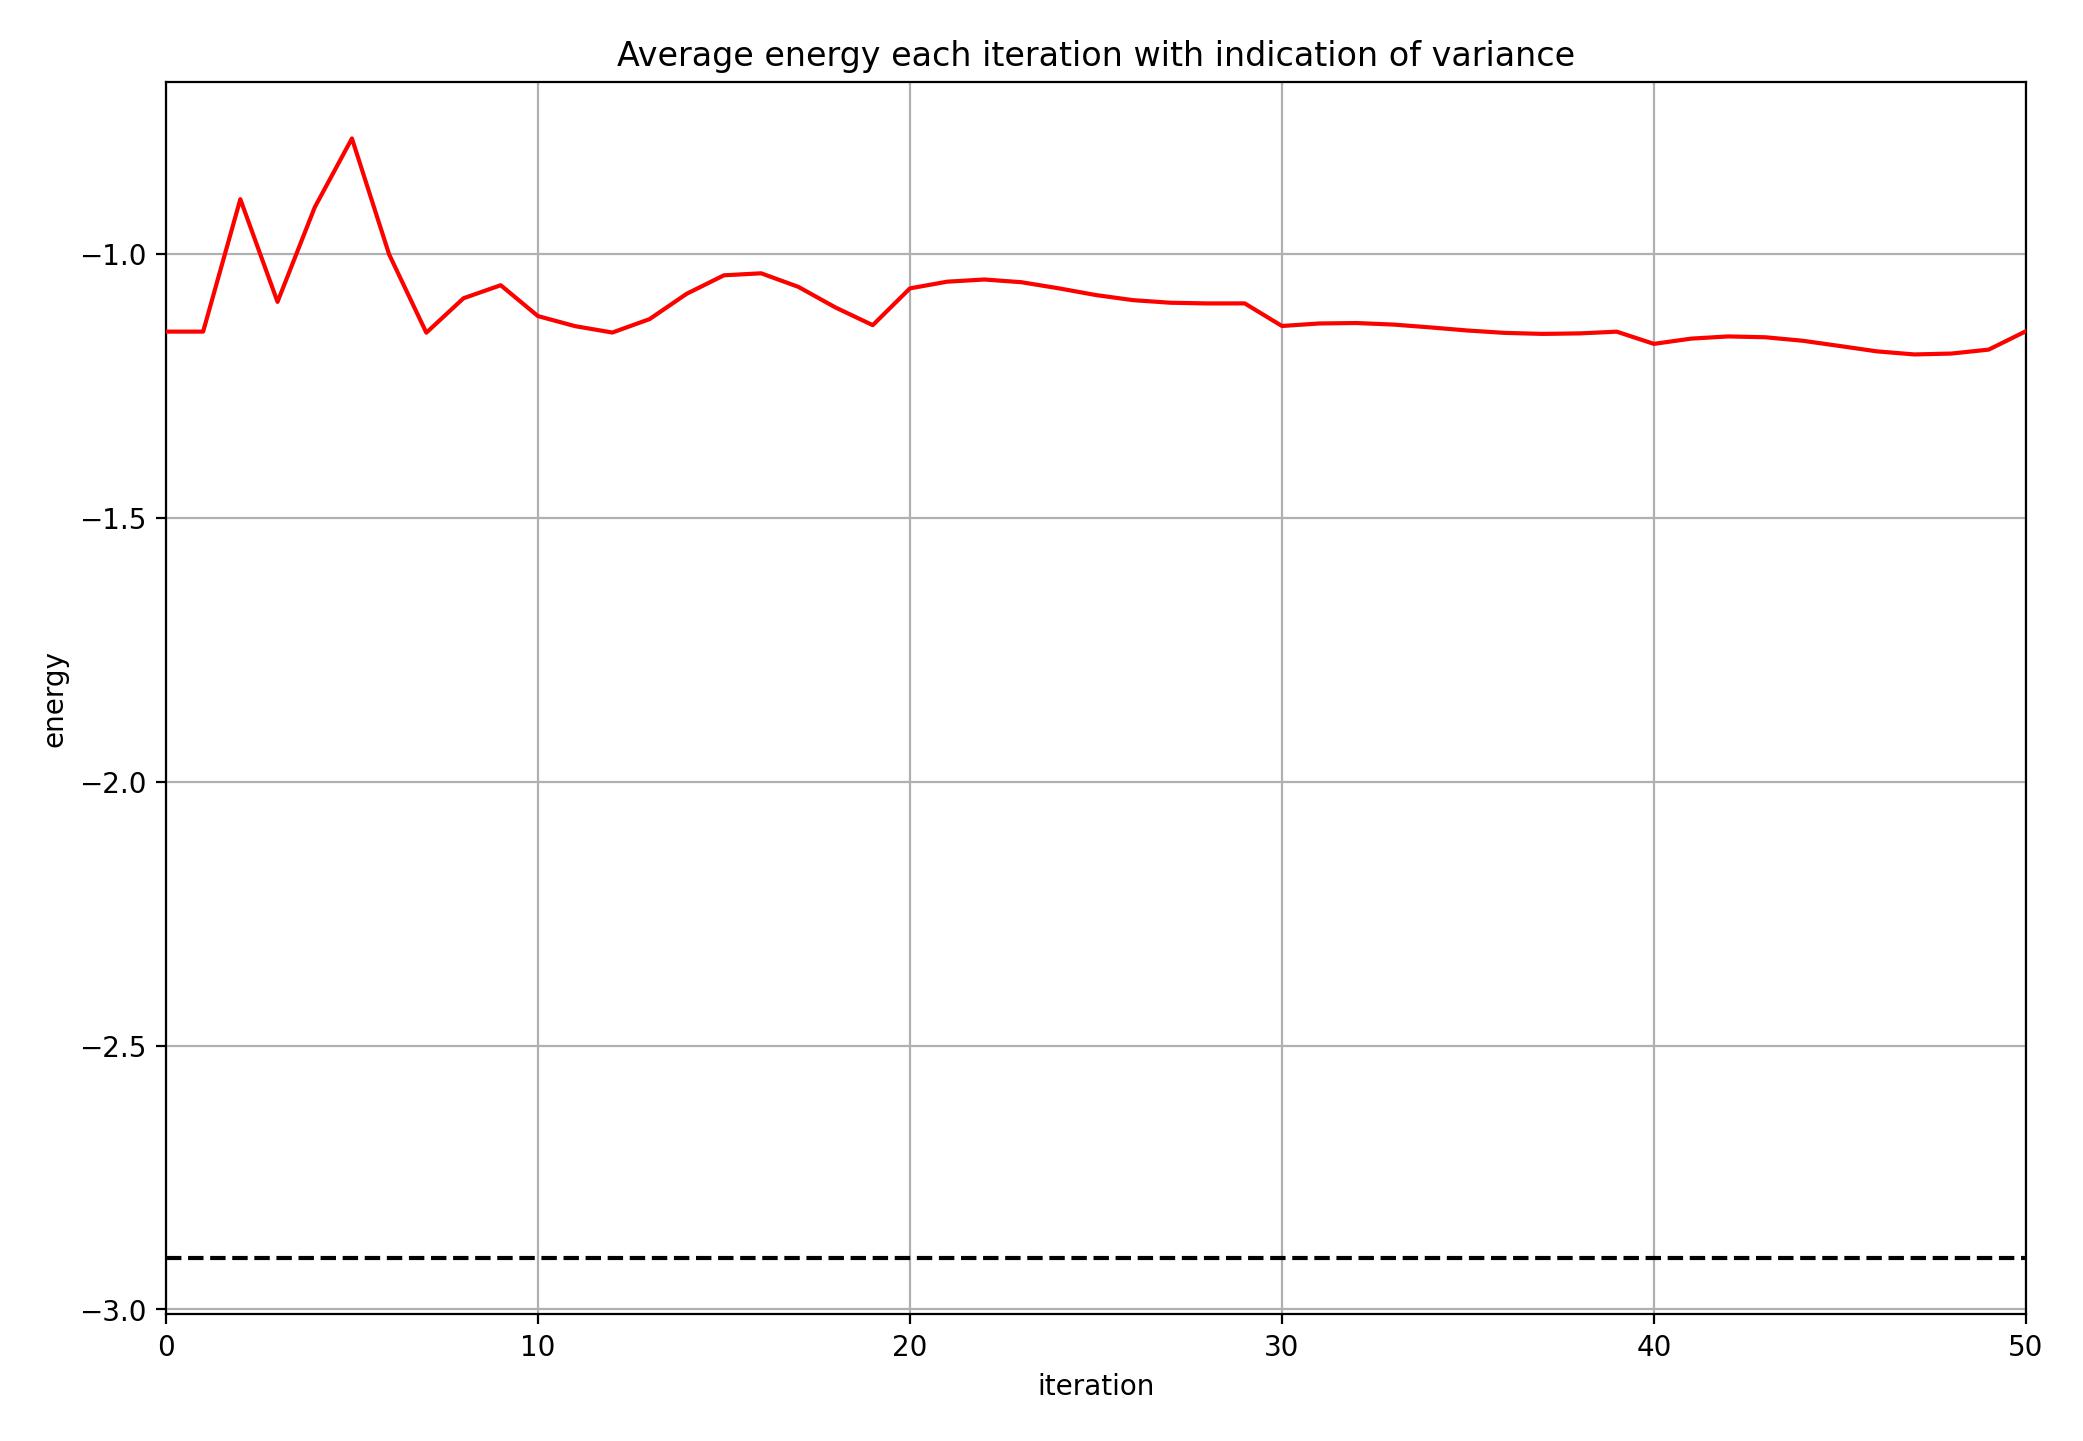 Average energy each iteration with indication of variance
−1.0
−1.5
−2.0
−2.5
−3.0
energy
0 10 20 30 40 50
iteration